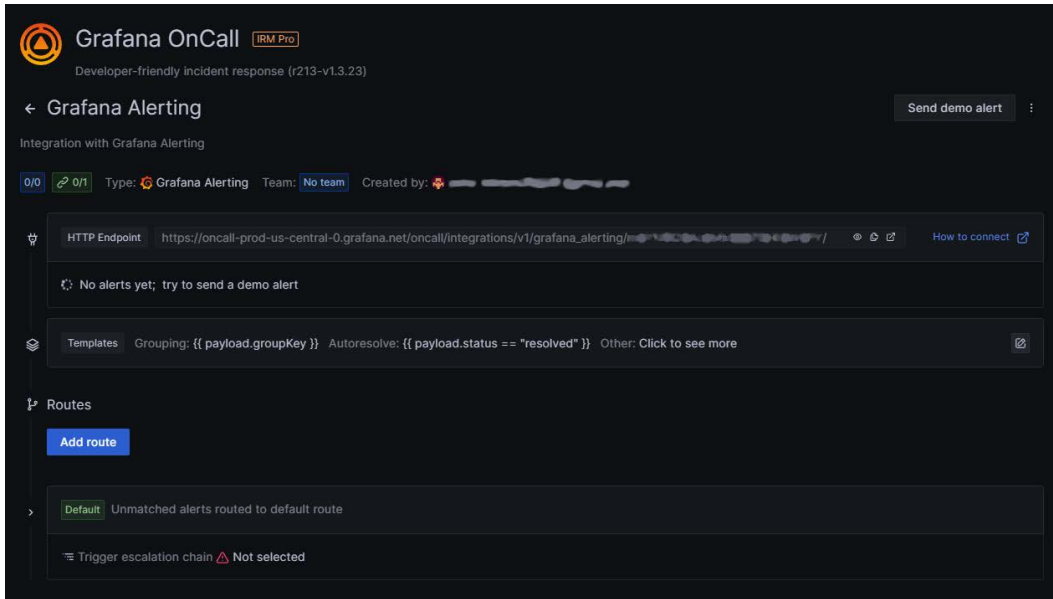 Grafana OnCall IRM Pro
Developer-friendly incident response (r213-v1.3.23)
← Grafana Alerting Send demo alert
Integration with Grafana Alerting
0/0 0/1 Type: Grafana Alerting Team: No team Created by:
HTTP Endpoint https://oncall-prod-us-central-0.grafana.net/oncall/integrations/v1/grafana_alerting/ / How to connect
No alerts yet; try to send a demo alert
Templates Grouping: {{ payload.groupKey }} Autoresolve: {{ payload.status == "resolved" }} Other: Click to see more
Routes
Add route
Default Unmatched alerts routed to default route
Trigger escalation chain Not selected